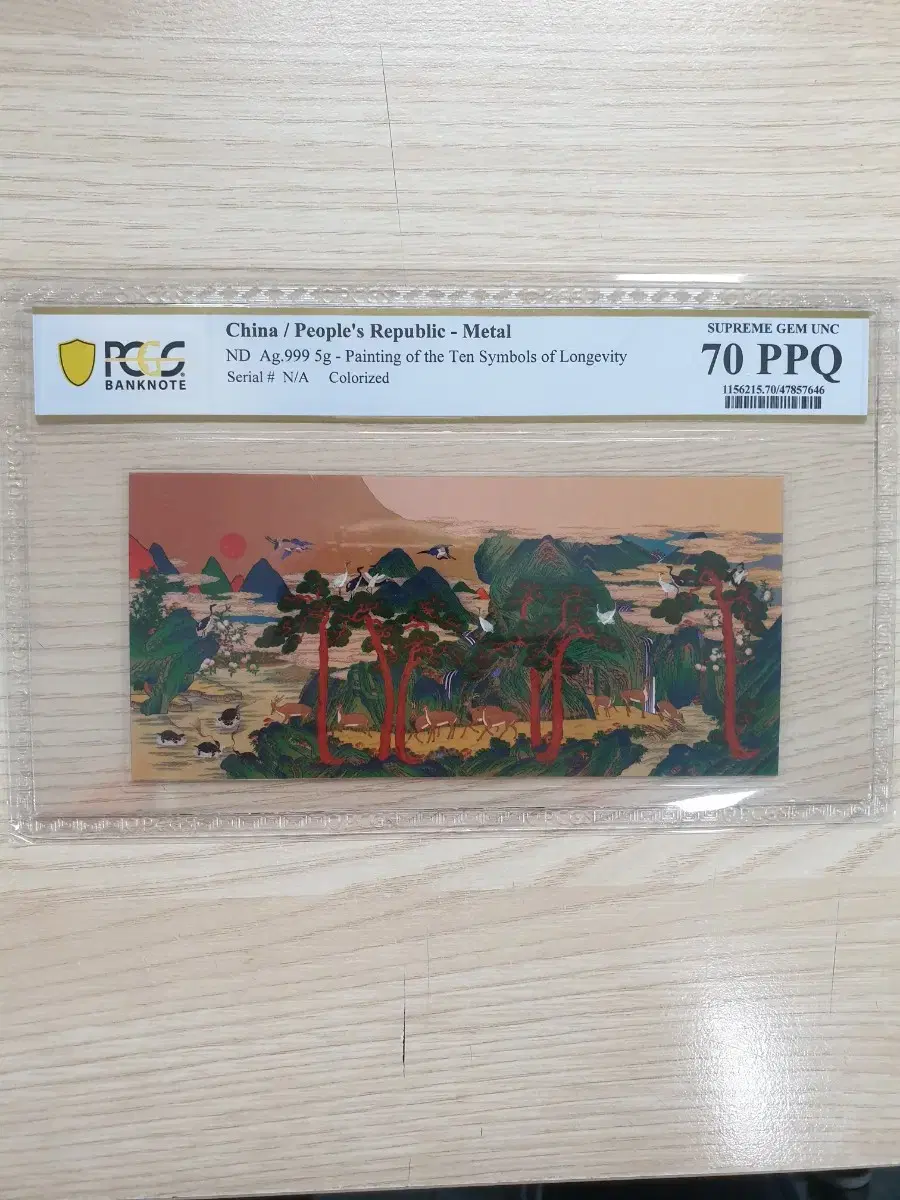 PCGS
BANKNOTE
China / People's Republic - Metal
ND Ag.999 5g - Painting of the Ten Symbols of Longevity
Serial # N/A Colorized
SUPREME GEM UNC
70 PPQ
1156215.70/47857646